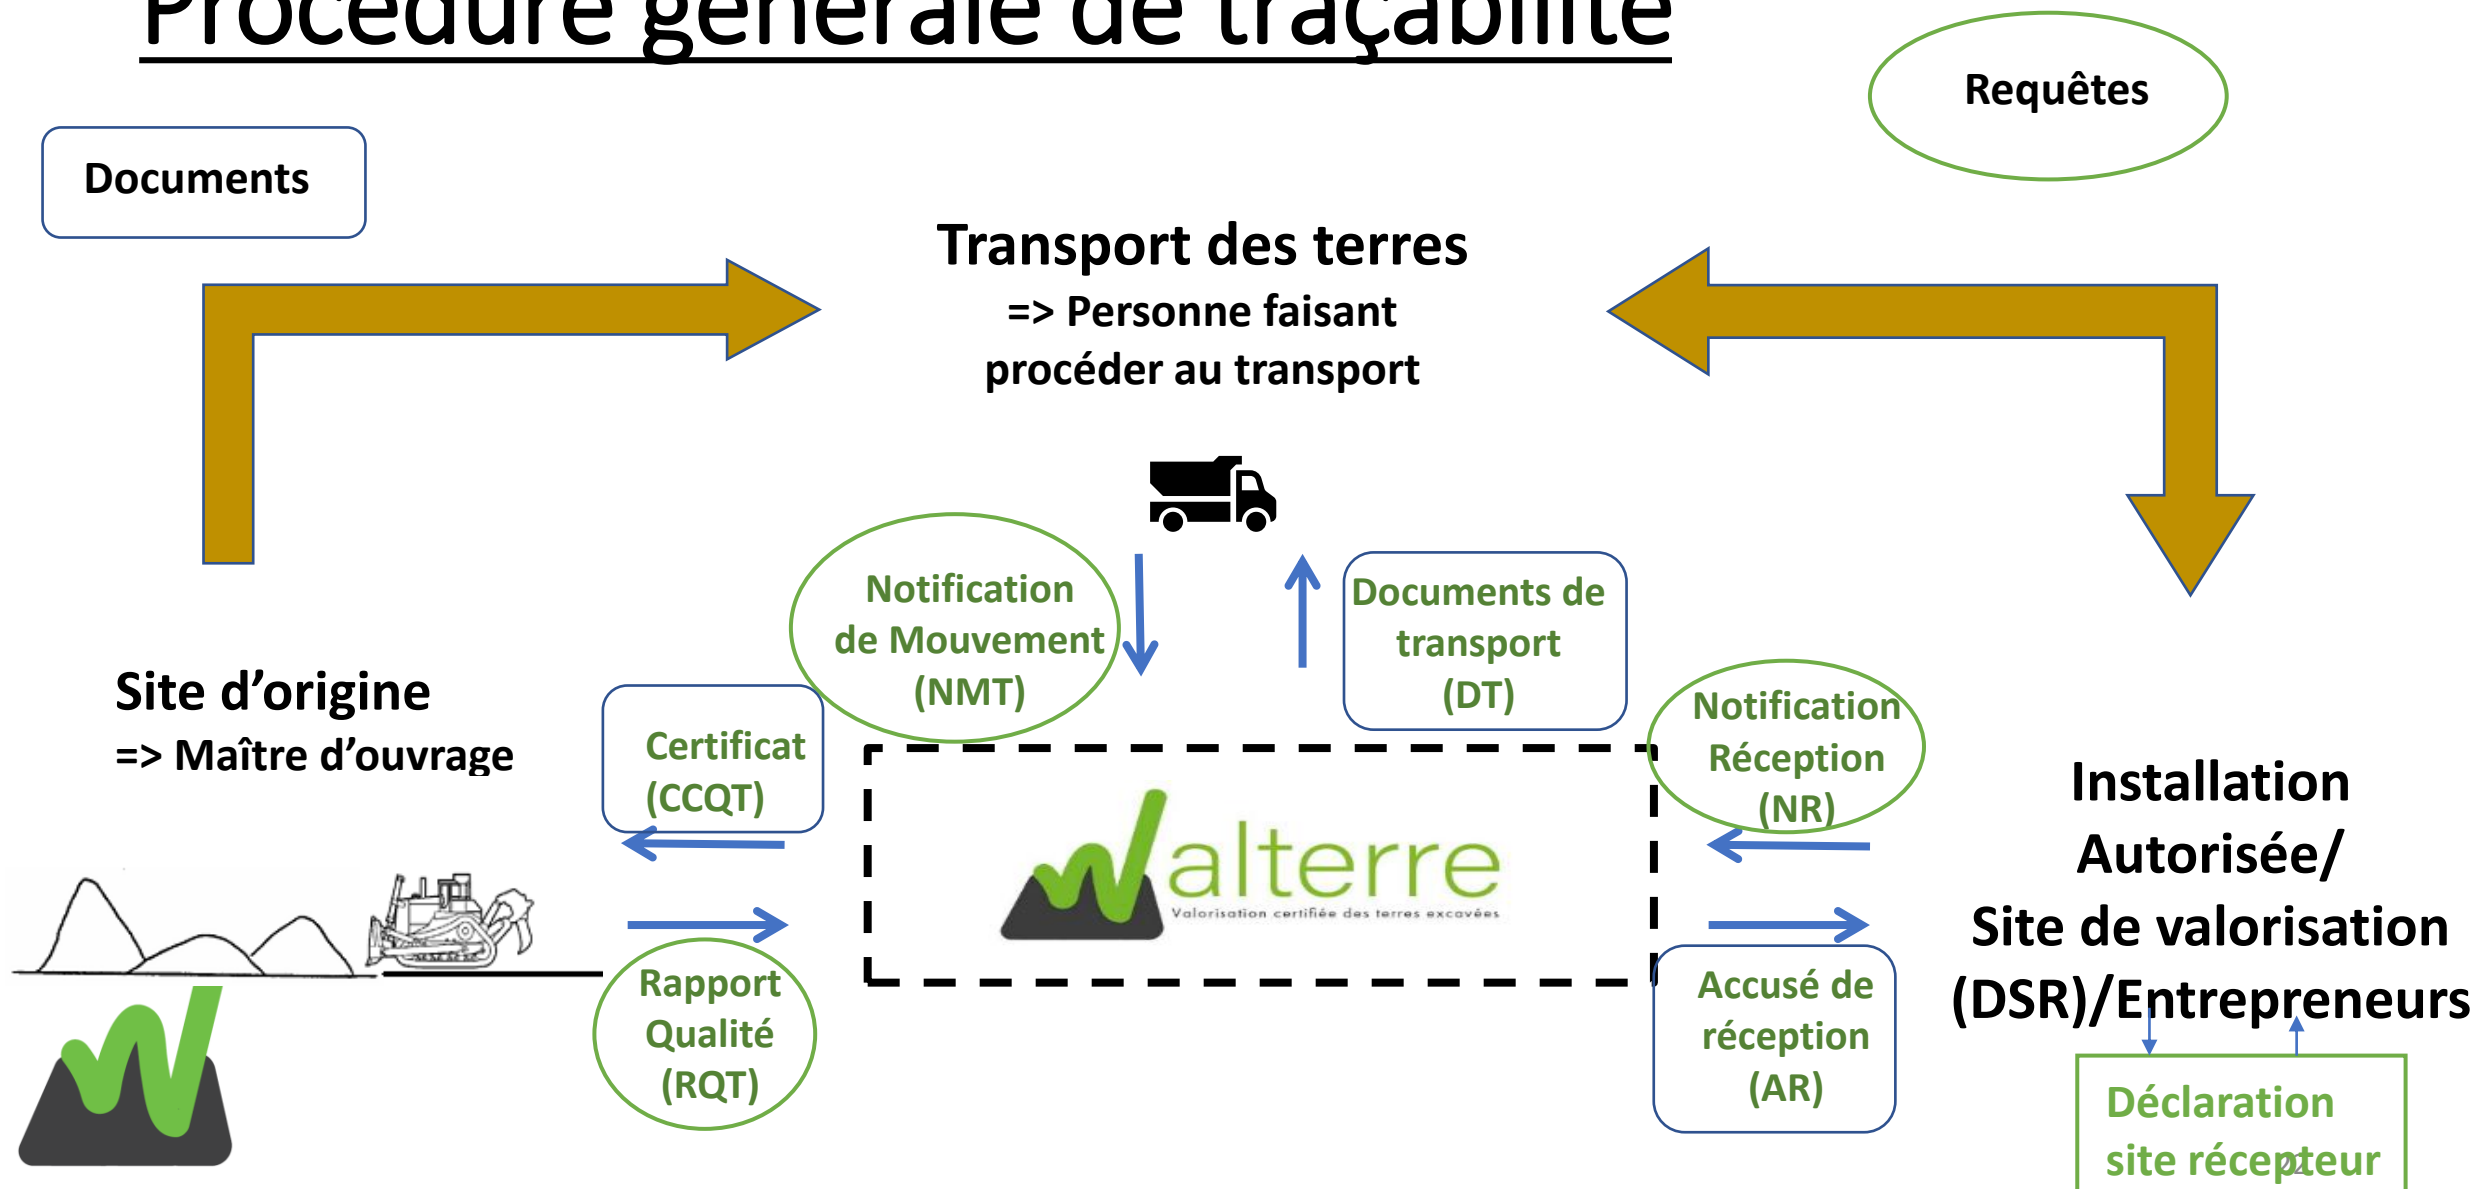 Procédure générale de traçabilité
Requêtes
Documents
Transport des terres
=> Personne faisant
procéder au transport
Notification
de Mouvement
(NMT)
Documents de
transport
(DT)
Site d’origine
=> Maître d’ouvrage
Certificat
(CCQT)
Notification
Réception
(NR)
Walterre
Valorisation certifiée des terres excavées
Installation
Autorisée/
Site de valorisation
(DSR)/Entrepreneurs
Rapport
Qualité
(RQT)
Accusé de
réception
(AR)
Déclaration
site récepteur
22